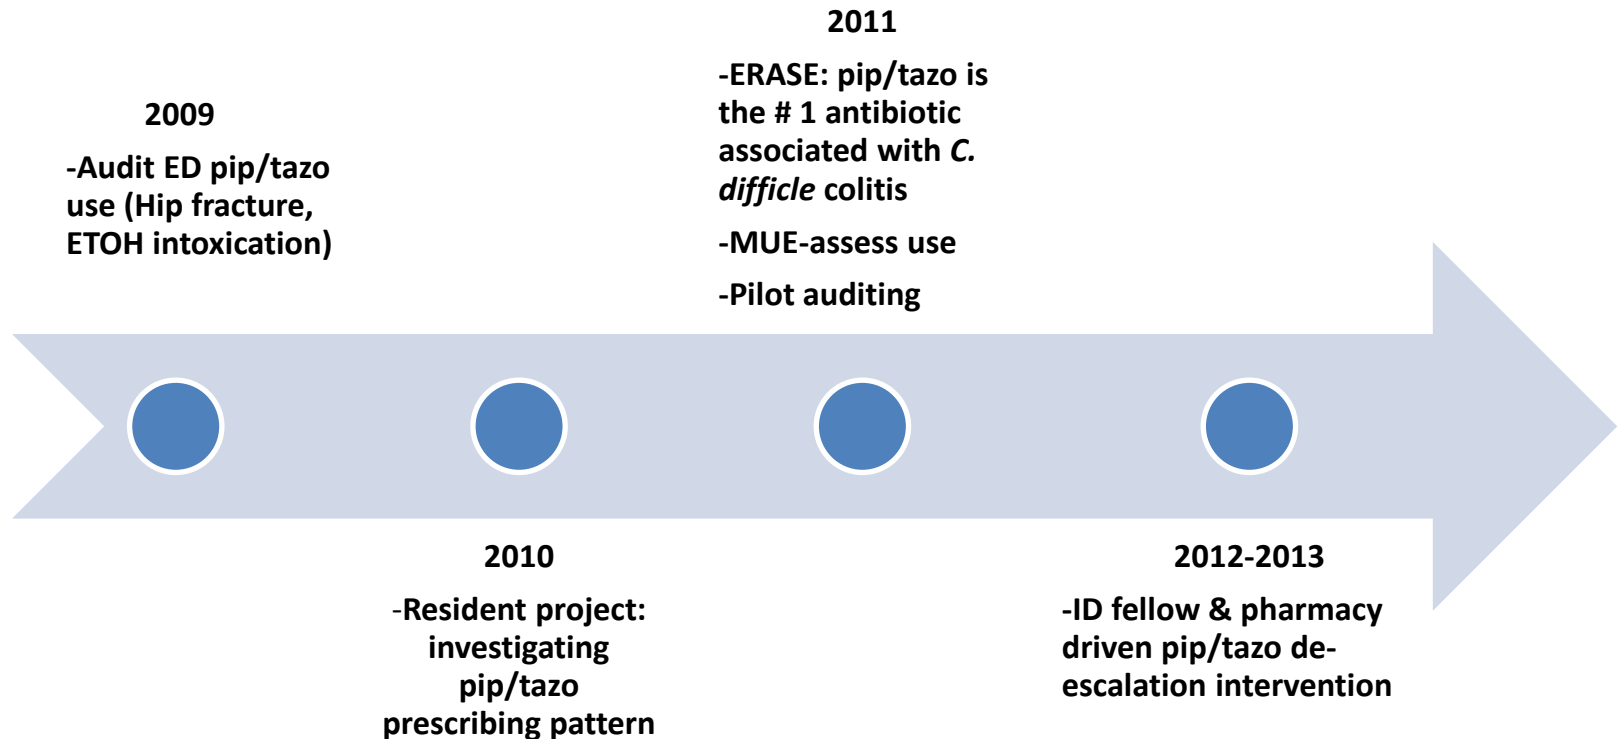 2009
-Audit ED pip/tazo
use (Hip fracture,
ETOH intoxication)
2010
-Resident project:
investigating
pip/tazo
prescribing pattern
2011
-ERASE: pip/tazo is
the # 1 antibiotic
associated with C.
difficle colitis
-MUE-assess use
-Pilot auditing
2012-2013
-ID fellow & pharmacy
driven pip/tazo de-
escalation intervention